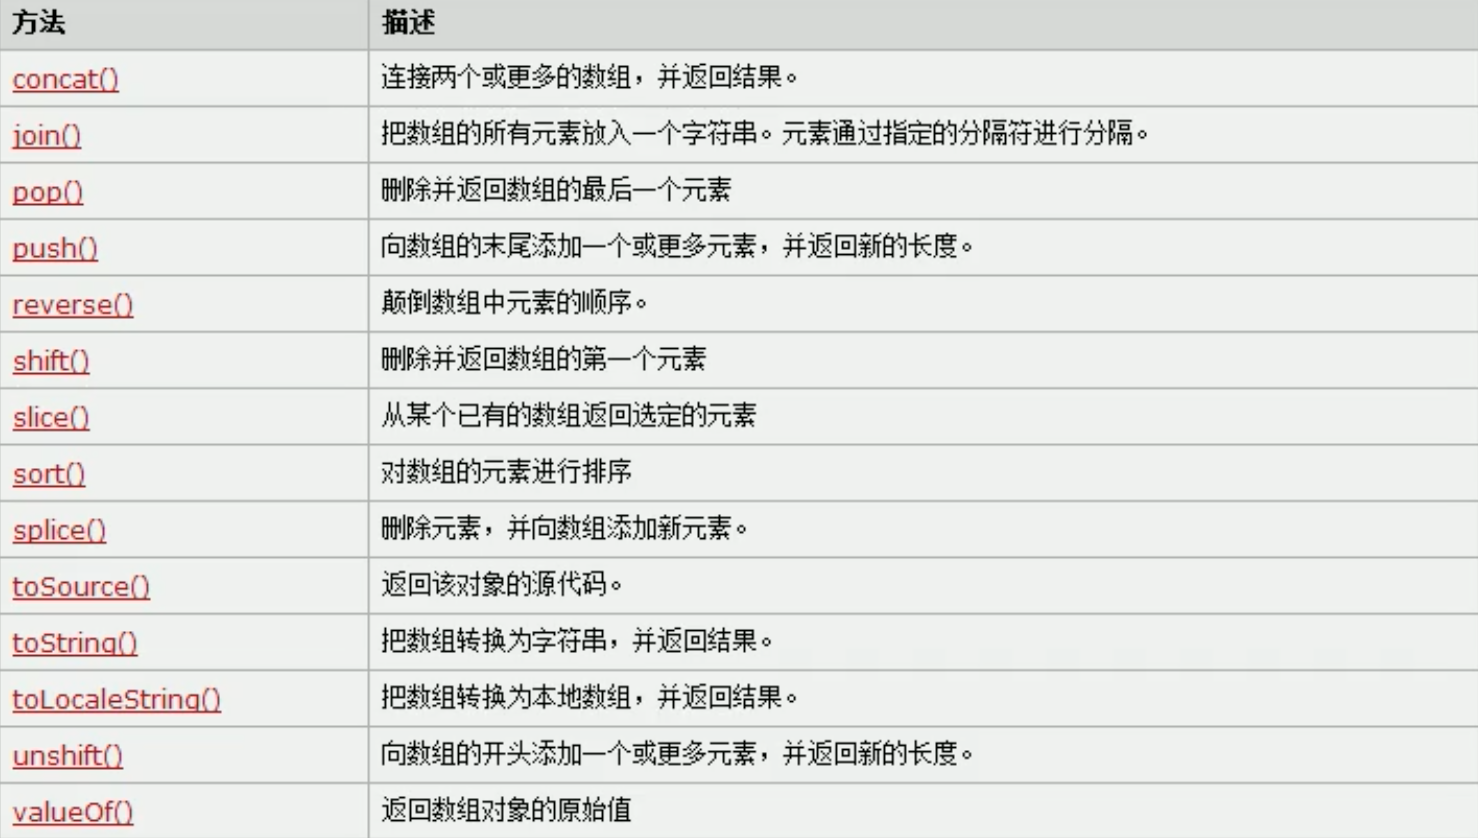 方法 描述
concat() 连接两个或更多的数组，并返回结果。
join() 把数组的所有元素放入一个字符串。元素通过指定的分隔符进行分隔。
pop() 删除并返回数组的最后一个元素
push() 向数组的末尾添加一个或更多元素，并返回新的长度。
reverse() 颠倒数组中元素的顺序。
shift() 删除并返回数组的第一个元素
slice() 从某个已有的数组返回选定的元素
sort() 对数组的元素进行排序
splice() 删除元素，并向数组添加新元素。
toSource() 返回该对象的源代码。
toString() 把数组转换为字符串，并返回结果。
toLocaleString() 把数组转换为本地数组，并返回结果。
unshift() 向数组的开头添加一个或更多元素，并返回新的长度。
valueOf() 返回数组对象的原始值